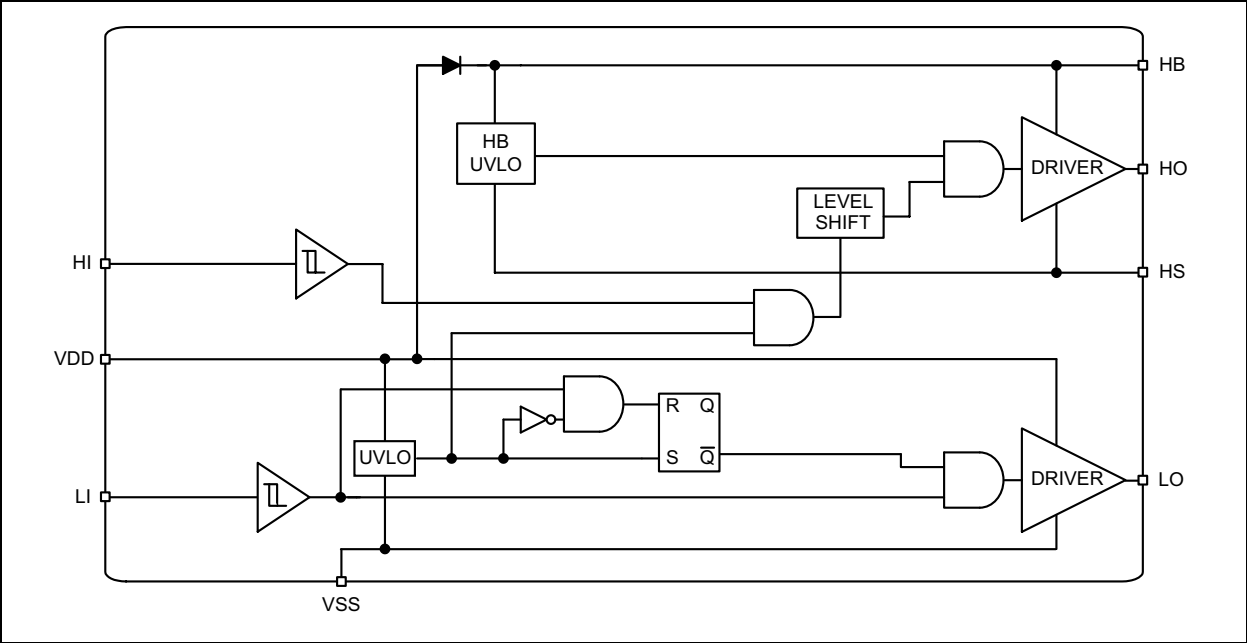 HB
HB
UVLO
DRIVER
HO
LEVEL
SHIFT
HI
HS
VDD
R Q
UVLO
S Q̅
DRIVER
LO
LI
VSS